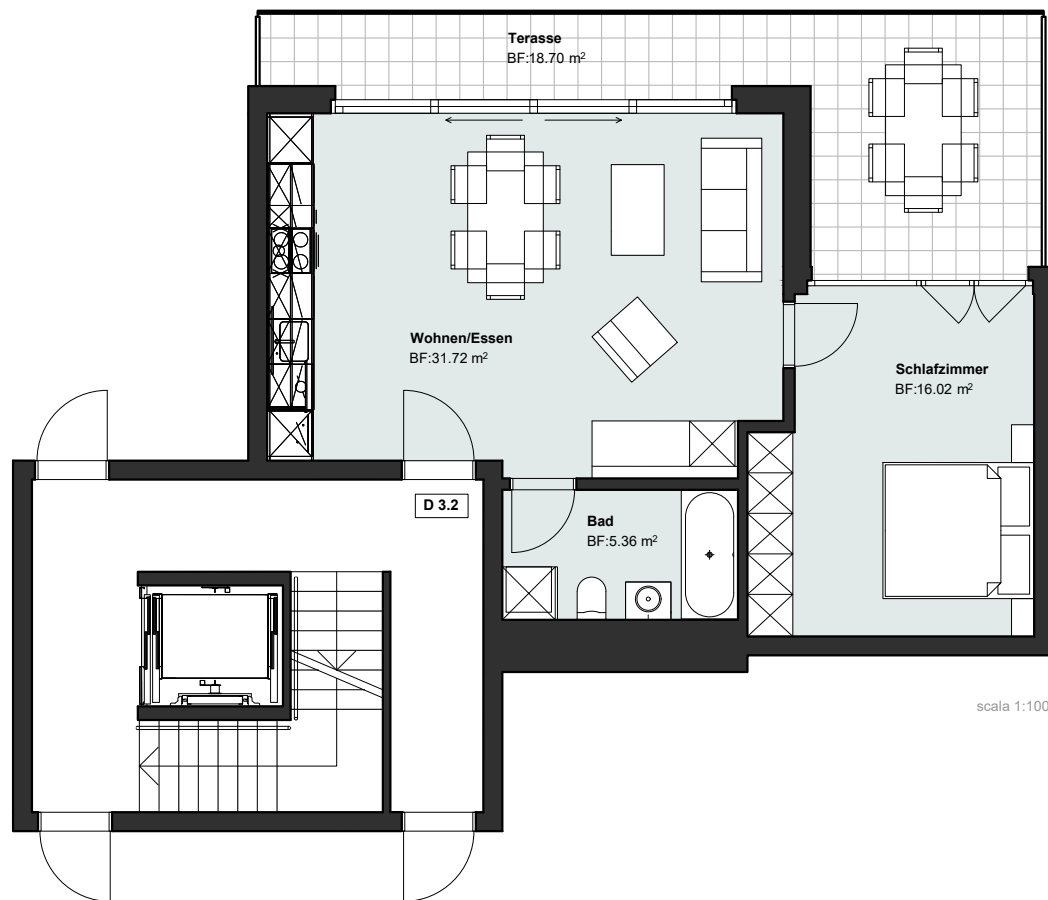 Terasse
BF:18.70 m²
Wohnen/Essen
BF:31.72 m²
Schlafzimmer
BF:16.02 m²
D 3.2
Bad
BF:5.36 m²
scala 1:100